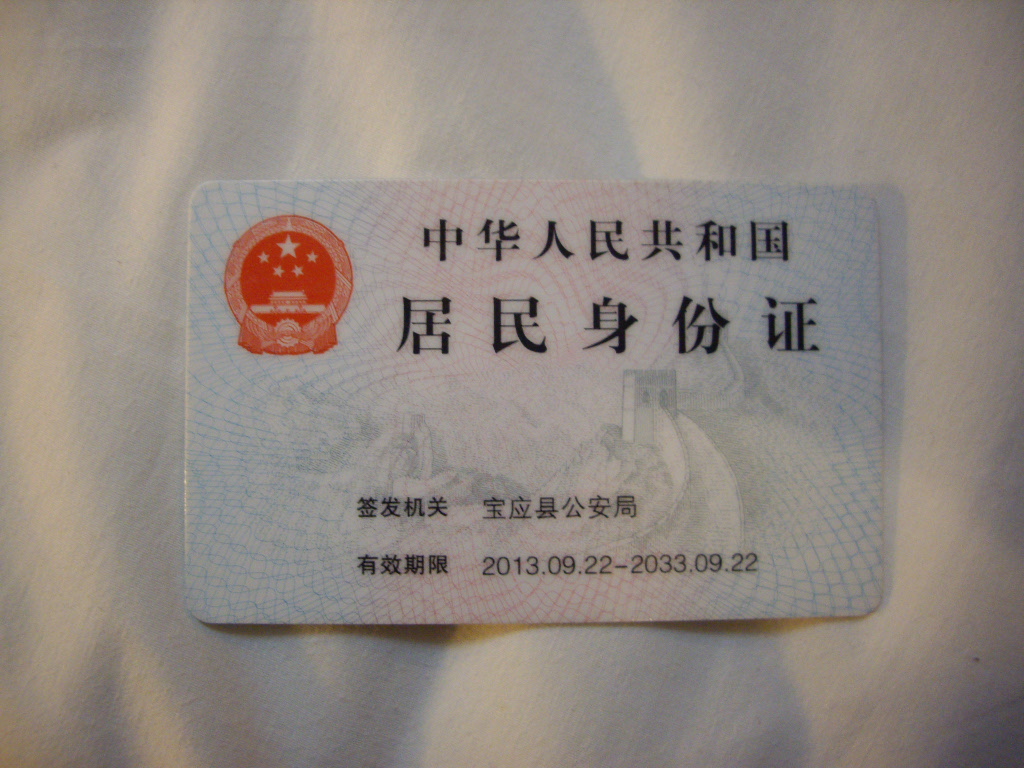 中华人民共和国
居民身份证
签发机关 宝应县公安局
有效期限 2013.09.22-2033.09.22